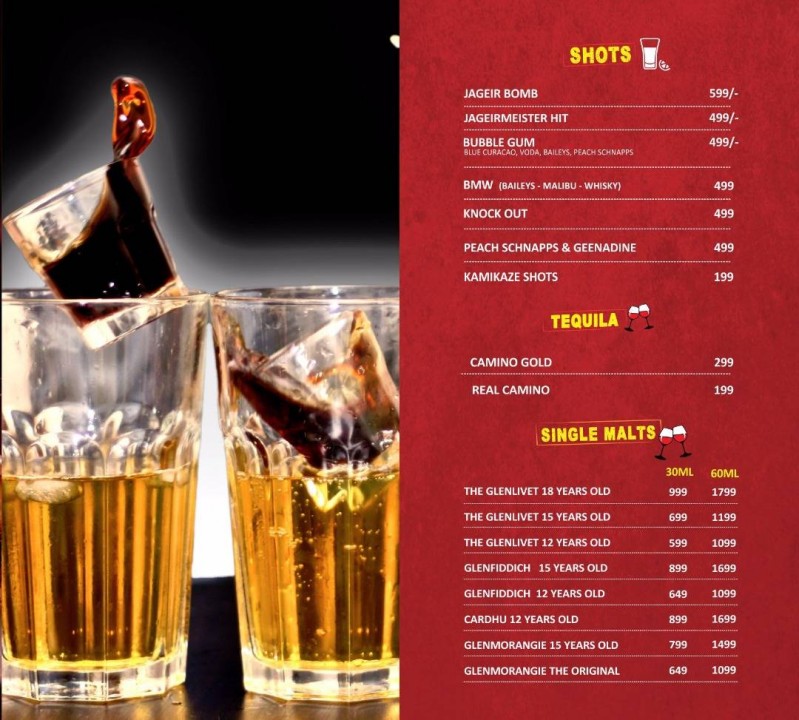 SHOTS
JAGEIR BOMB 599/-
JAGEIRMEISTER HIT 499/-
BUBBLE GUM 499/-
BLUE CURACAO, VODA, BAILEYS, PEACH SCHNAPPS
BMW (BAILEYS - MALIBU - WHISKY) 499
KNOCK OUT 499
PEACH SCHNAPPS & GEENADINE 499
KAMIKAZE SHOTS 199
TEQUILA
CAMINO GOLD 299
REAL CAMINO 199
SINGLE MALTS
30ML 60ML
THE GLENLIVET 18 YEARS OLD 999 1799
THE GLENLIVET 15 YEARS OLD 699 1199
THE GLENLIVET 12 YEARS OLD 599 1099
GLENFIDDICH 15 YEARS OLD 899 1699
GLENFIDDICH 12 YEARS OLD 649 1099
CARDHU 12 YEARS OLD 899 1699
GLENMORANGIE 15 YEARS OLD 799 1499
GLENMORANGIE THE ORIGINAL 649 1099